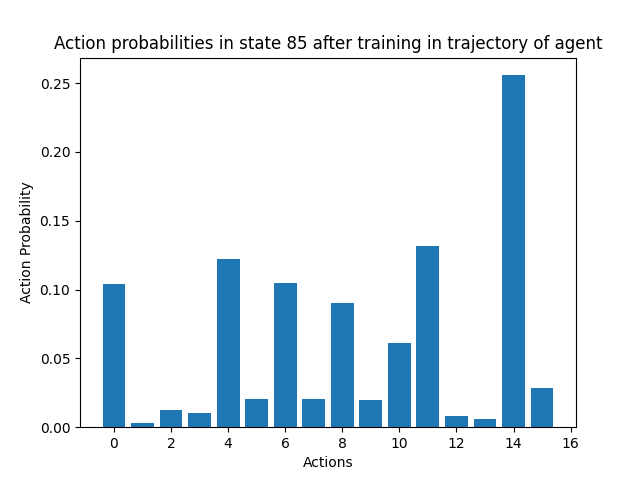 Action probabilities in state 85 after training in trajectory of agent
0.25
0.20
0.15
0.10
0.05
0.00
Action Probability
0 2 4 6 8 10 12 14 16
Actions